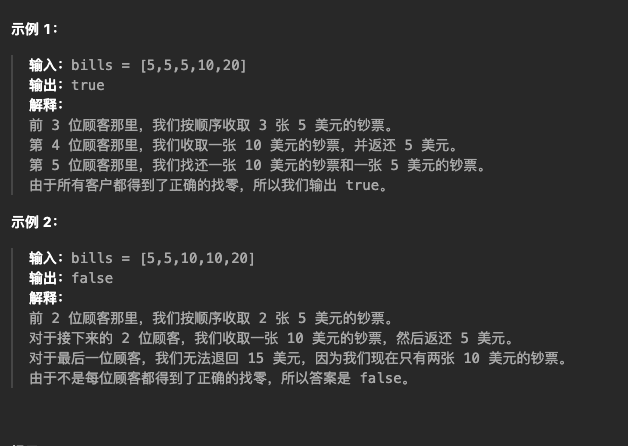 示例 1：
输入：bills = [5,5,5,10,20]
输出：true
解释：
前 3 位顾客那里，我们按顺序收取 3 张 5 美元的钞票。
第 4 位顾客那里，我们收取一张 10 美元的钞票，并返还 5 美元。
第 5 位顾客那里，我们找还一张 10 美元的钞票和一张 5 美元的钞票。
由于所有客户都得到了正确的找零，所以我们输出 true。
示例 2：
输入：bills = [5,5,10,10,20]
输出：false
解释：
前 2 位顾客那里，我们按顺序收取 2 张 5 美元的钞票。
对于接下来的 2 位顾客，我们收取一张 10 美元的钞票，然后返还 5 美元。
对于最后一位顾客，我们无法退回 15 美元，因为我们现在只有两张 10 美元的钞票。
由于不是每位顾客都得到了正确的找零，所以答案是 false。